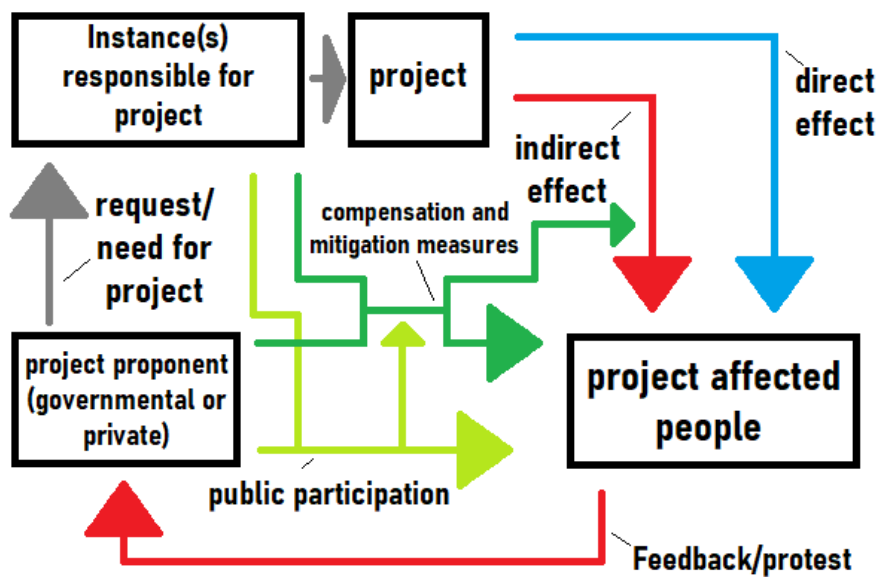 Instance(s)
responsible for
project
project
direct
effect
indirect
effect
request/
need for
project
compensation and
mitigation measures
project proponent
(governmental or
private)
project affected
people
public participation
Feedback/protest